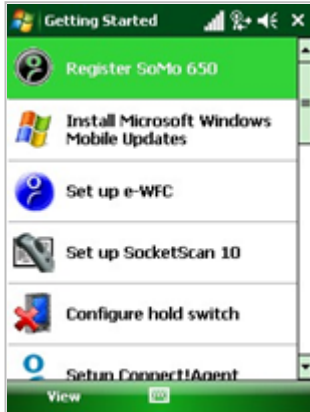 Getting Started
Register SoMo 650
Install Microsoft Windows
Mobile Updates
Set up e-WFC
Set up SocketScan 10
Configure hold switch
Setup Connect!Agent
View